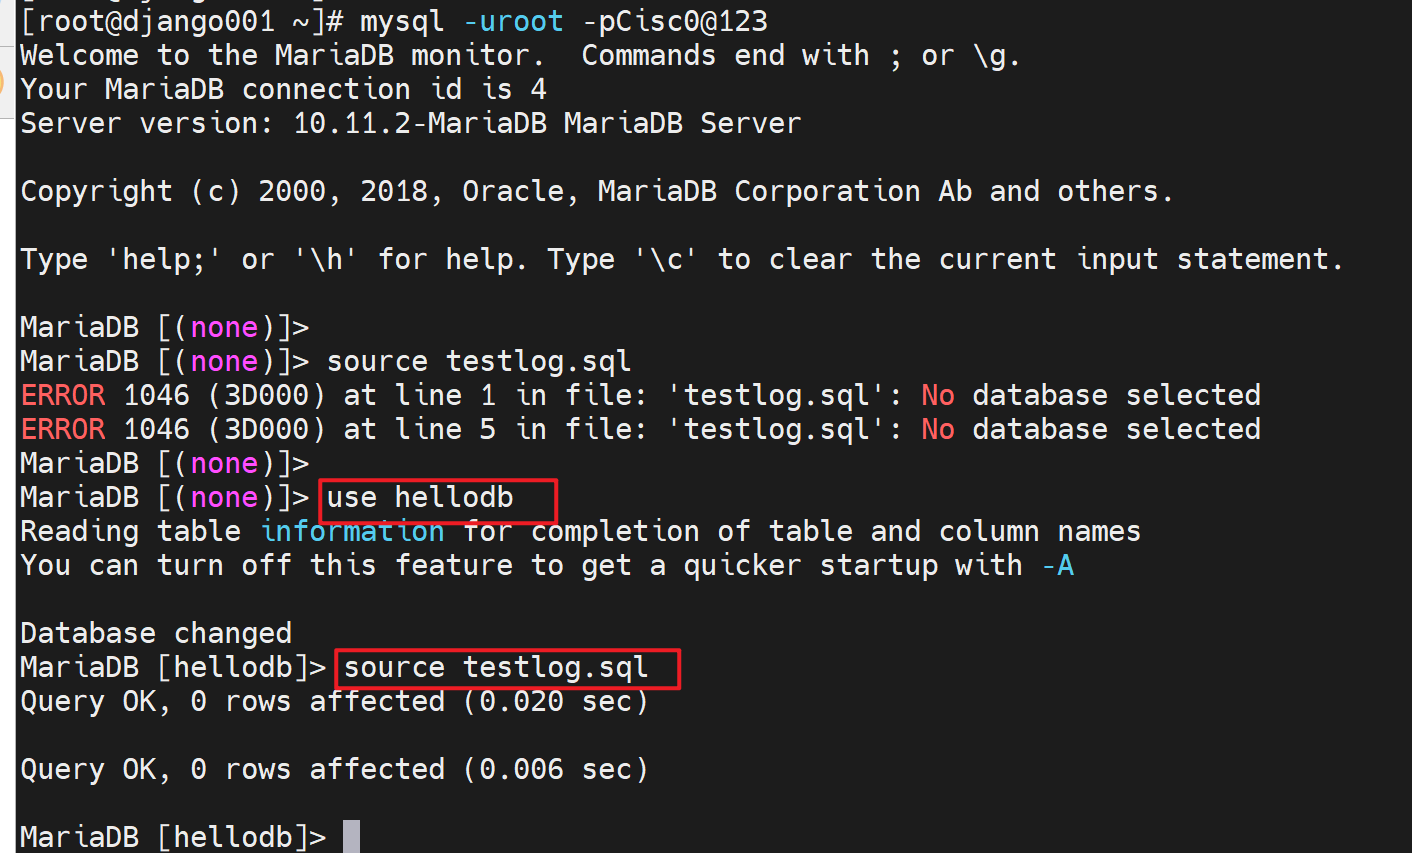 [root@django001 ~]# mysql -uroot -pCisc0@123
Welcome to the MariaDB monitor.  Commands end with ; or \g.
Your MariaDB connection id is 4
Server version: 10.11.2-MariaDB MariaDB Server
Copyright (c) 2000, 2018, Oracle, MariaDB Corporation Ab and others.
Type 'help;' or '\h' for help. Type '\c' to clear the current input statement.
MariaDB [(none)]>
MariaDB [(none)]> source testlog.sql
ERROR 1046 (3D000) at line 1 in file: 'testlog.sql': No database selected
ERROR 1046 (3D000) at line 5 in file: 'testlog.sql': No database selected
MariaDB [(none)]>
MariaDB [(none)]> use hellodb
Reading table information for completion of table and column names
You can turn off this feature to get a quicker startup with -A
Database changed
MariaDB [hellodb]> source testlog.sql
Query OK, 0 rows affected (0.020 sec)
Query OK, 0 rows affected (0.006 sec)
MariaDB [hellodb]>